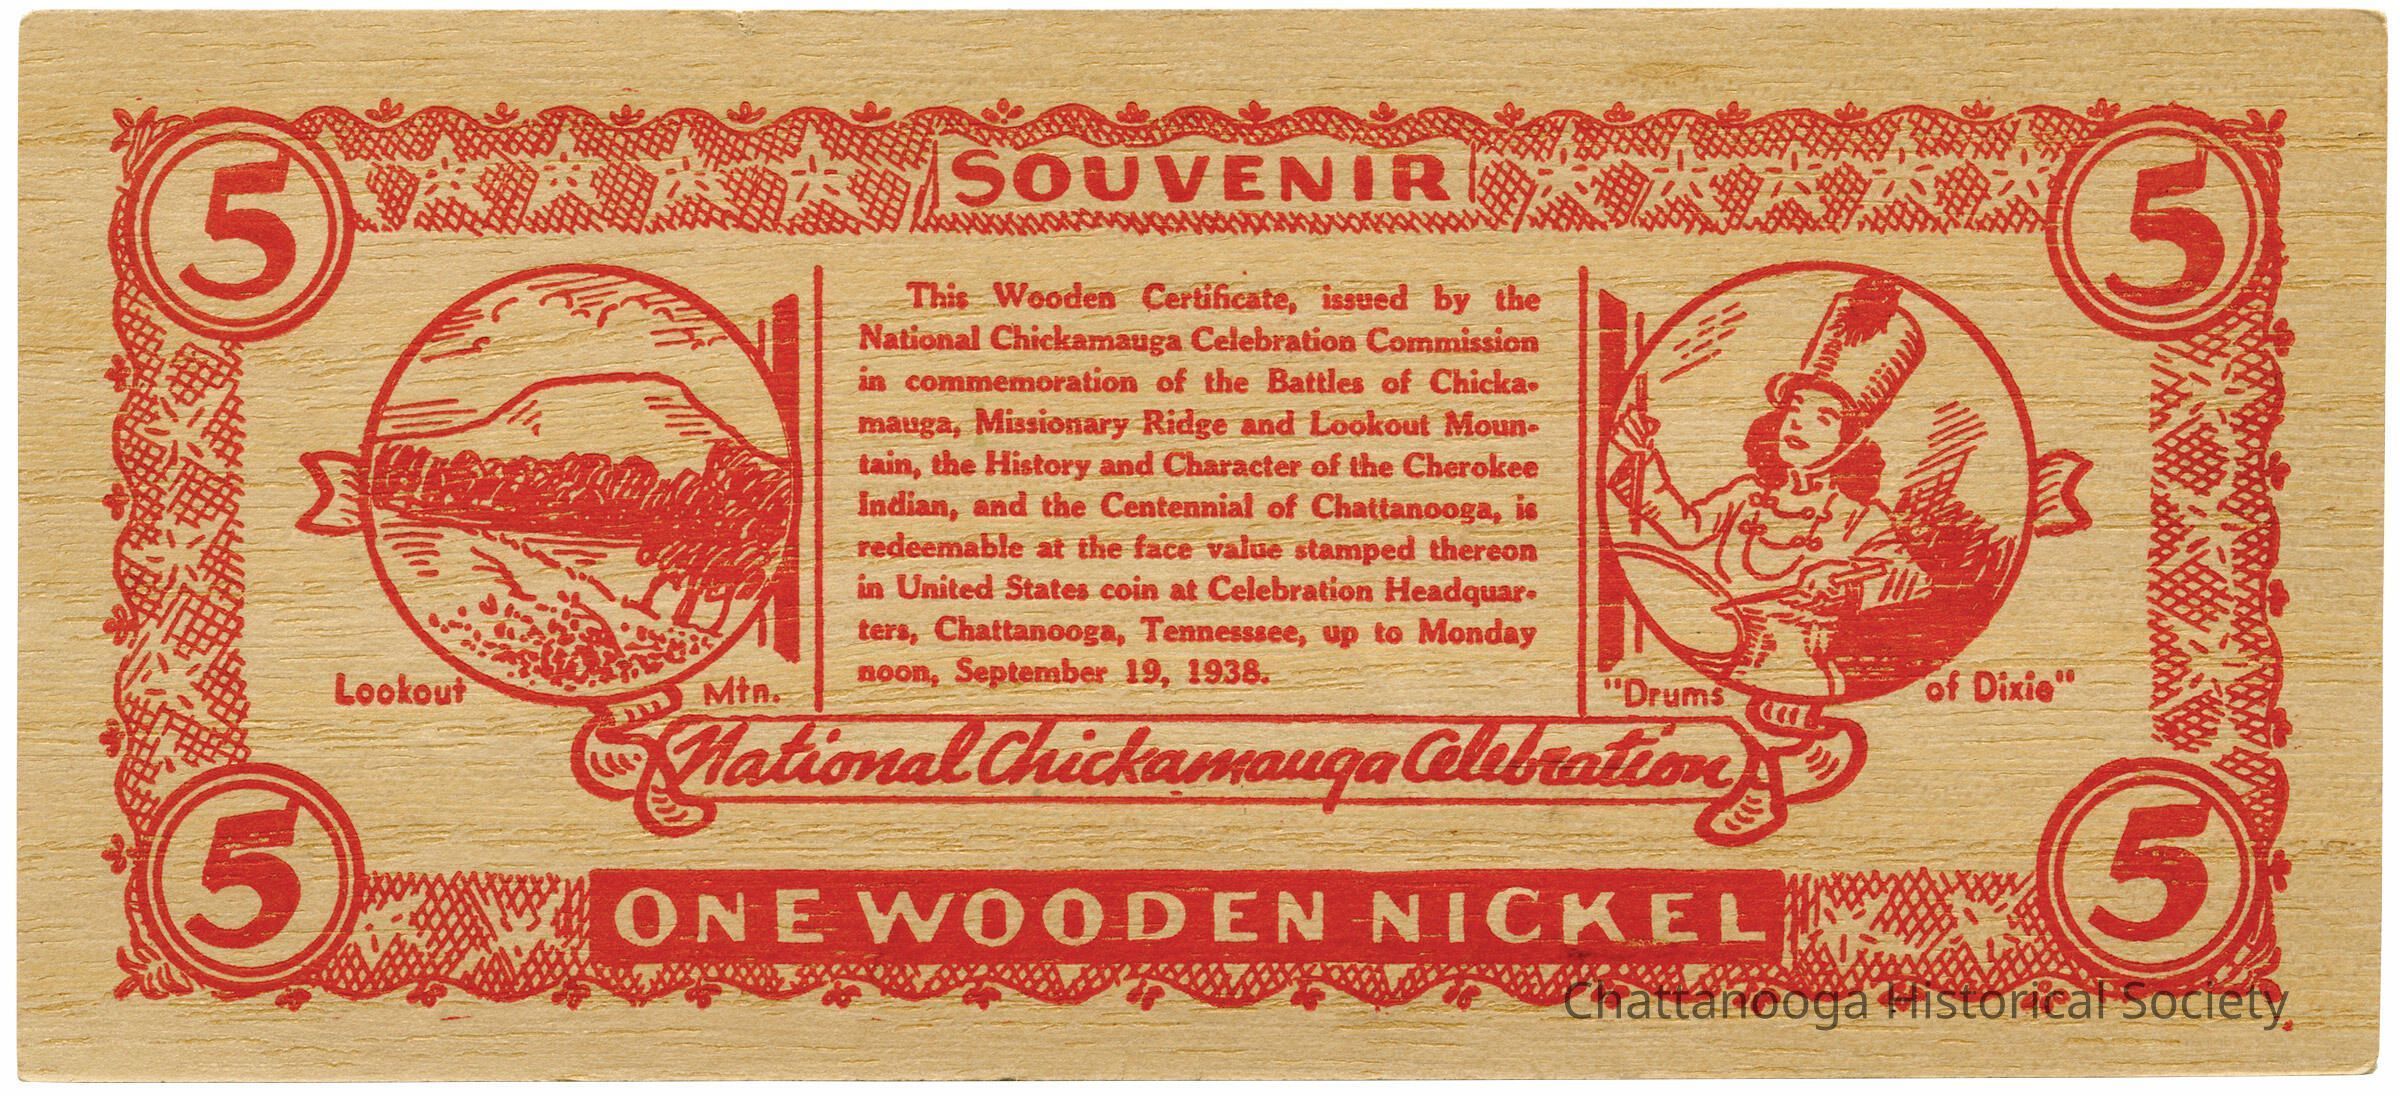 5
SOUVENIR
5
This Wooden Certificate, issued by the
National Chickamauga Celebration Commission
in commemoration of the Battles of Chicka-
mauga, Missionary Ridge and Lookout Moun-
tain, the History and Character of the Cherokee
Indian, and the Centennial of Chattanooga, is
redeemable at the face value stamped thereon
in United States coin at Celebration Headquar-
ters, Chattanooga, Tennesssee, up to Monday
noon, September 19, 1938.
Lookout Mtn.
"Drums of Dixie"
National Chickamauga Celebration
5
ONE WOODEN NICKEL
5
Chattanooga Historical Society